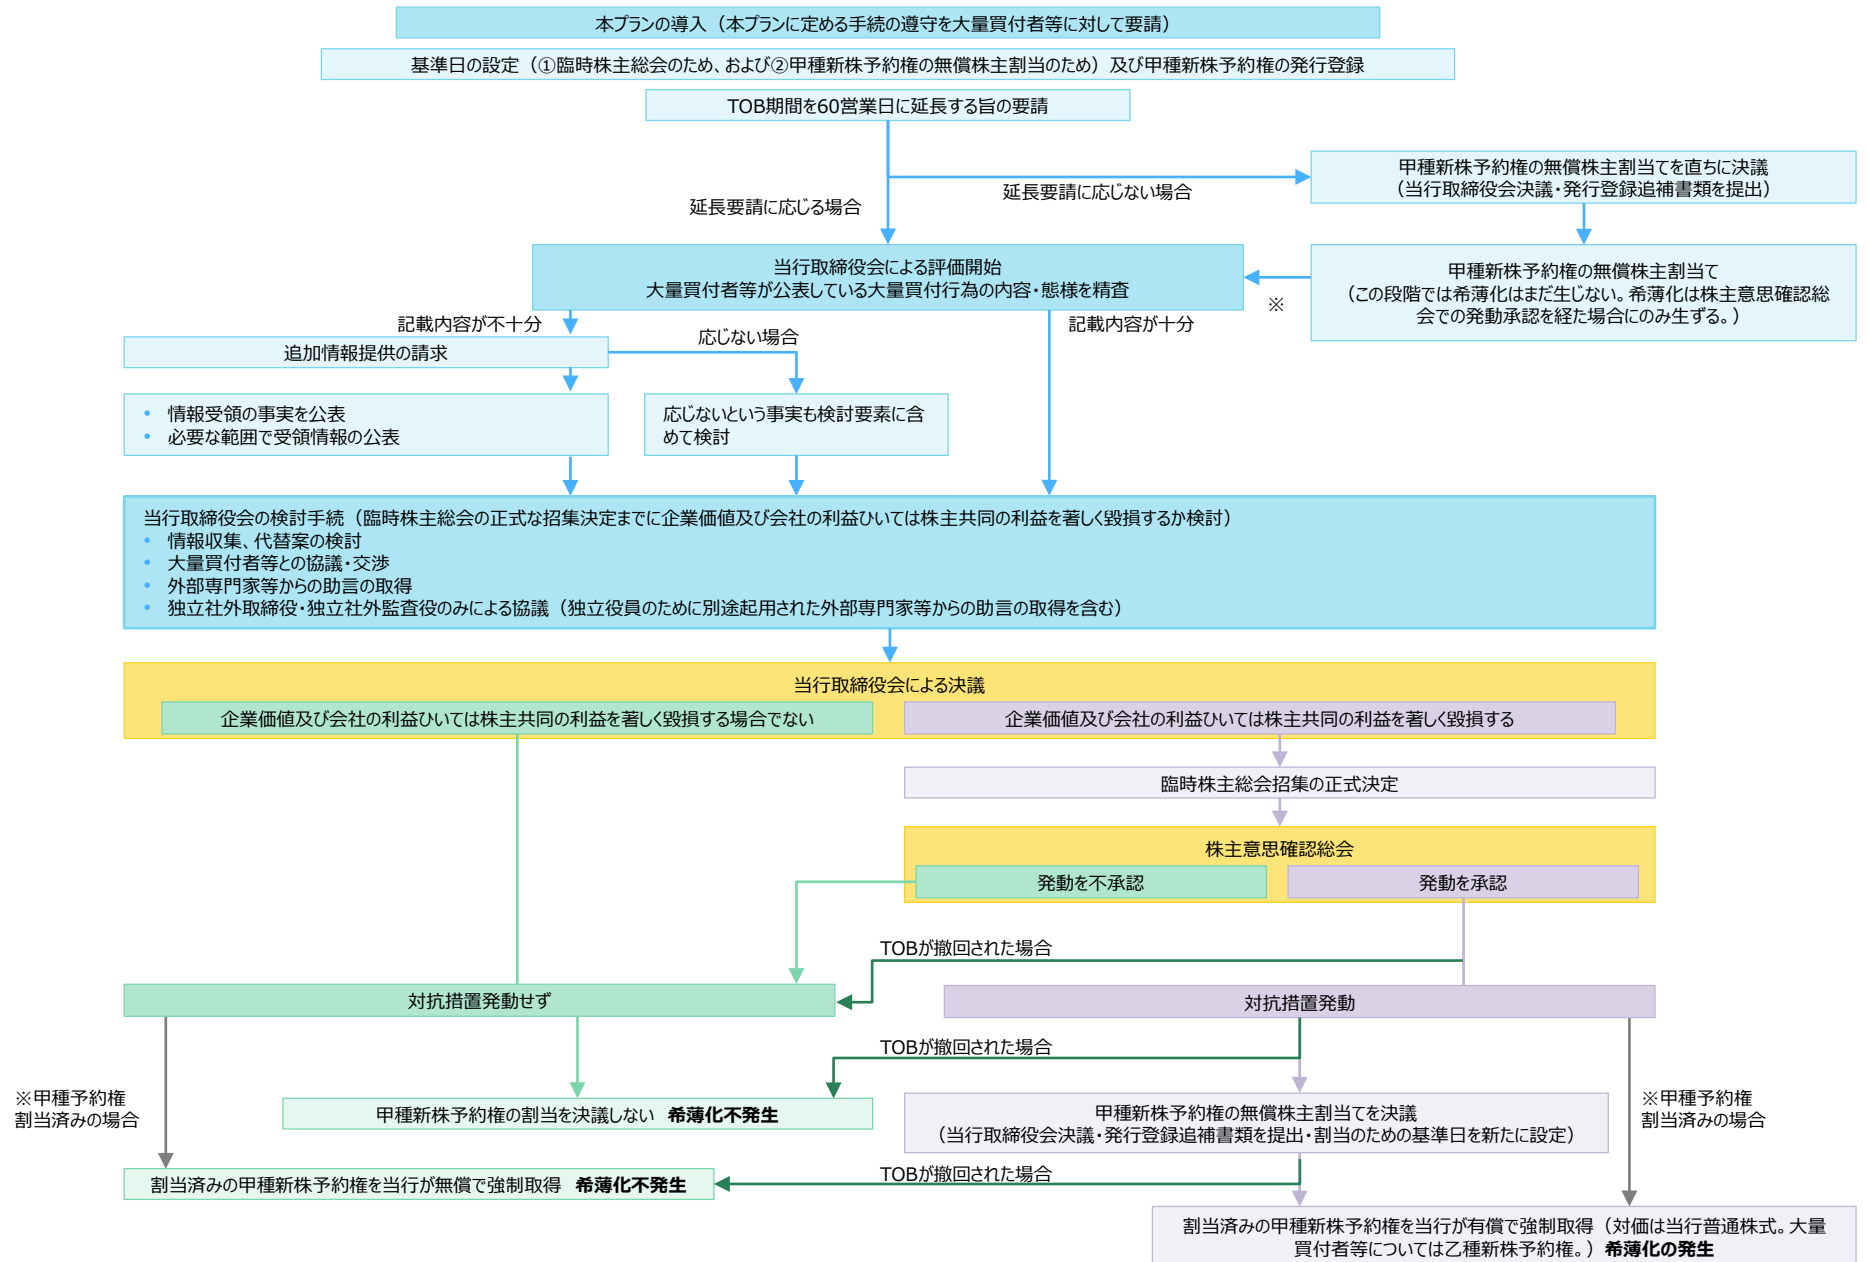 本プランの導入（本プランに定める手続の遵守を大量買付者等に対して要請）
基準日の設定（①臨時株主総会のため、および②甲種新株予約権の無償株主割当のため）及び甲種新株予約権の発行登録
TOB期間を60営業日に延長する旨の要請
甲種新株予約権の無償株主割当てを直ちに決議
（当行取締役会決議・発行登録追補書類を提出）
延長要請に応じない場合
延長要請に応じる場合
当行取締役会による評価開始
大量買付者等が公表している大量買付行為の内容・態様を精査
甲種新株予約権の無償株主割当て
（この段階では希薄化はまだ生じない。希薄化は株主意思確認総
会での発動承認を経た場合にのみ生ずる。）
※
記載内容が不十分
記載内容が十分
追加情報提供の請求
応じない場合
• 情報受領の事実を公表
• 必要な範囲で受領情報の公表
応じないという事実も検討要素に含
めて検討
当行取締役会の検討手続（臨時株主総会の正式な招集決定までに企業価値及び会社の利益ひいては株主共同の利益を著しく毀損するか検討）
• 情報収集、代替案の検討
• 大量買付者等との協議・交渉
• 外部専門家等からの助言の取得
• 独立社外取締役・独立社外監査役のみによる協議（独立役員のために別途起用された外部専門家等からの助言の取得を含む）
当行取締役会による決議
企業価値及び会社の利益ひいては株主共同の利益を著しく毀損する場合でない
企業価値及び会社の利益ひいては株主共同の利益を著しく毀損する
臨時株主総会招集の正式決定
株主意思確認総会
発動を不承認
発動を承認
TOBが撤回された場合
対抗措置発動せず
対抗措置発動
TOBが撤回された場合
※甲種予約権
割当済みの場合
甲種新株予約権の割当を決議しない 希薄化不発生
甲種新株予約権の無償株主割当てを決議
（当行取締役会決議・発行登録追補書類を提出・割当のための基準日を新たに設定）
※甲種予約権
割当済みの場合
TOBが撤回された場合
割当済みの甲種新株予約権を当行が無償で強制取得 希薄化不発生
割当済みの甲種新株予約権を当行が有償で強制取得（対価は当行普通株式。大量
買付者等については乙種新株予約権。）希薄化の発生